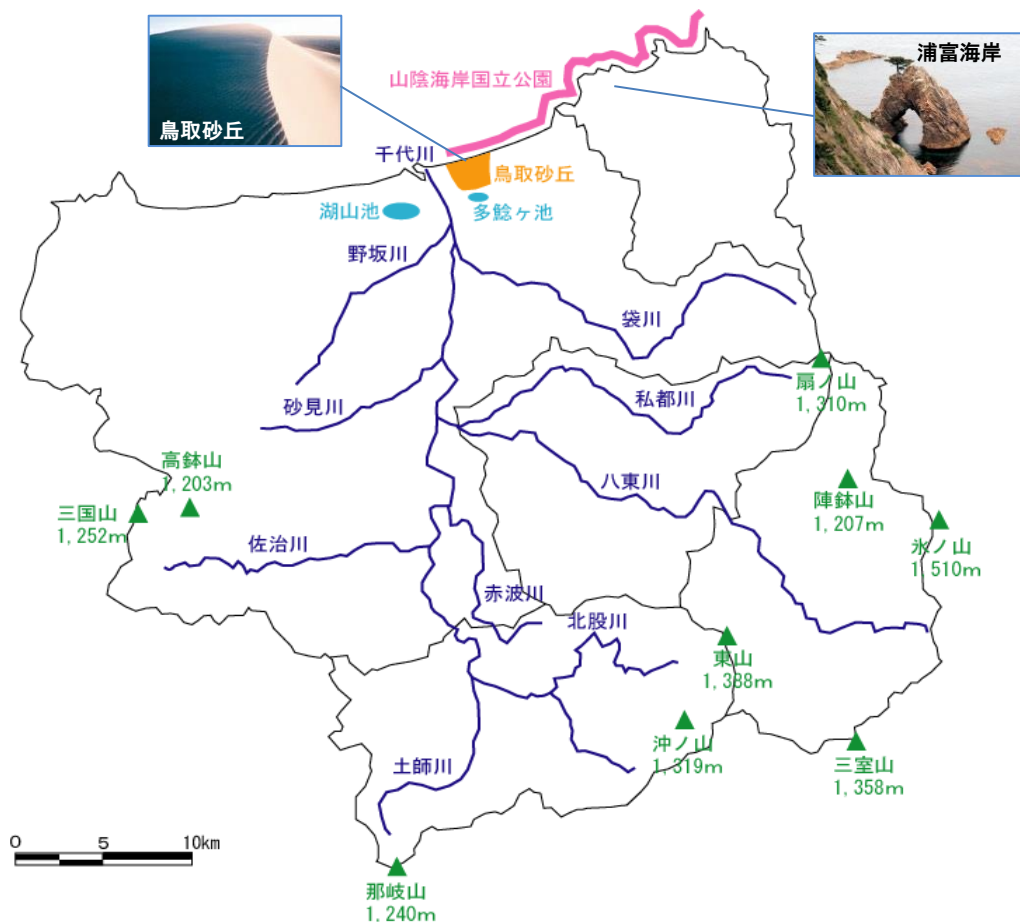 浦富海岸
山陰海岸国立公園
鳥取砂丘
千代川
鳥取砂丘
湖山池
多鯰ヶ池
野坂川
袋川
扇ノ山
1,310m
私都川
砂見川
高鉢山
1,203m
八東川
陣鉢山
1,207m
三国山
1,252m
氷ノ山
1,510m
佐治川
赤波川
北股川
東山
1,388m
沖ノ山
1,319m
土師川
三室山
1,358m
0 5 10km
那岐山
1,240m